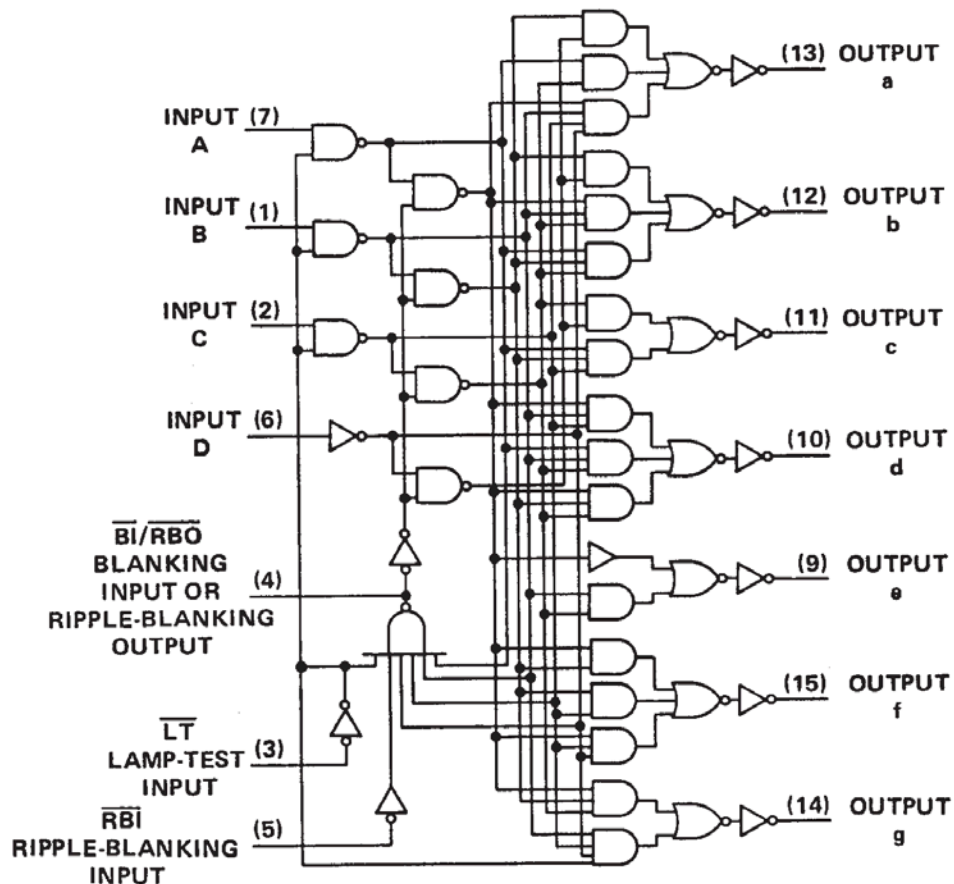 (13) OUTPUT
a
INPUT (7)
A
INPUT (1)
B
(12) OUTPUT
b
INPUT (2)
C
(11) OUTPUT
c
INPUT (6)
D
(10) OUTPUT
d
BI/RBO
BLANKING
INPUT OR (4)
RIPPLE-BLANKING
OUTPUT
(9) OUTPUT
e
(15) OUTPUT
f
LT
LAMP-TEST (3)
INPUT
(14) OUTPUT
g
RBI
RIPPLE-BLANKING (5)
INPUT